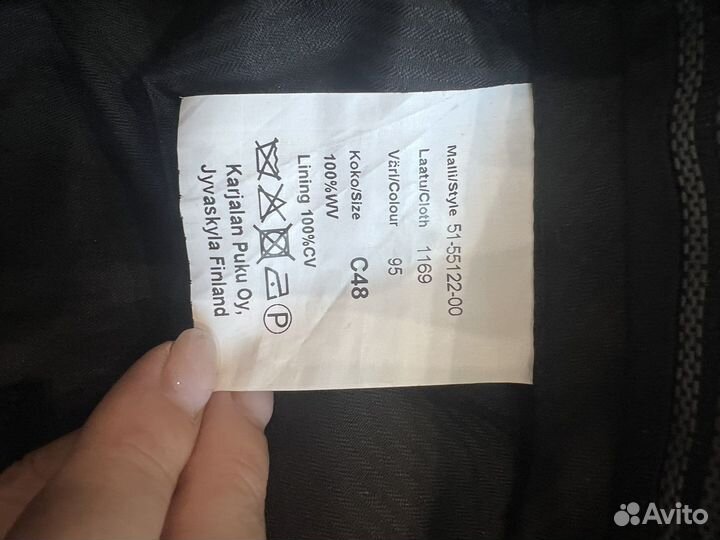 Malli/Style 51-55122-00
Laatu/Cloth 1169
Väri/Colour 95
Koko/Size C48
100%WV
Lining 100%CV
P
Karjalan Puku Oy,
Jyvaskyla Finland
Avito